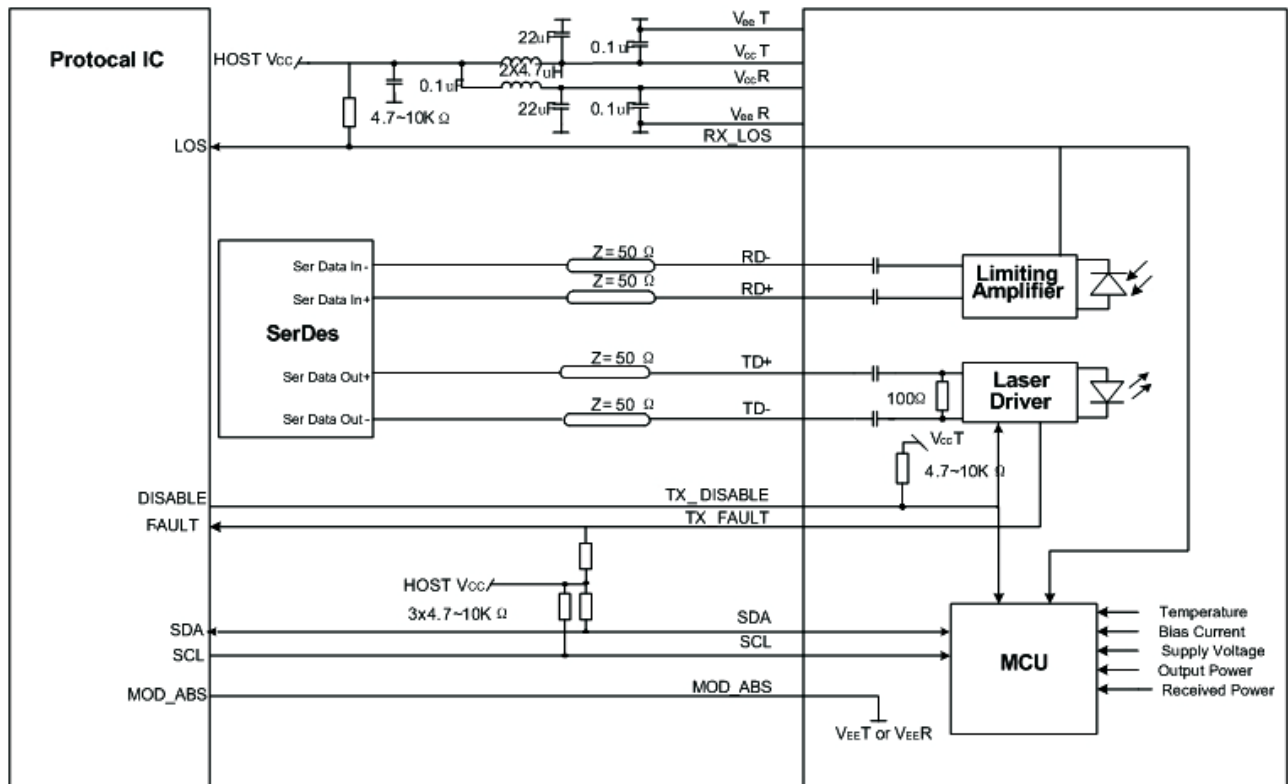 Protocal IC
HOST Vcc
22uF
0.1uF
VeeT
VccT
0.1uF
2X4.7uH
VccR
22uF
0.1uF
VeeR
4.7~10K Ω
LOS
RX_LOS
SerDes
Ser Data In-
Z=50 Ω
RD-
Ser Data In+
Z=50 Ω
RD+
Limiting
Amplifier
Ser Data Out+
Z=50 Ω
TD+
Ser Data Out-
Z=50 Ω
TD-
100Ω
Laser
Driver
VccT
4.7~10K Ω
DISABLE
TX_DISABLE
FAULT
TX_FAULT
HOST Vcc
3x4.7~10K Ω
SDA
SDA
SCL
SCL
MOD_ABS
MOD_ABS
VEET or VEER
MCU
Temperature
Bias Current
Supply Voltage
Output Power
Received Power